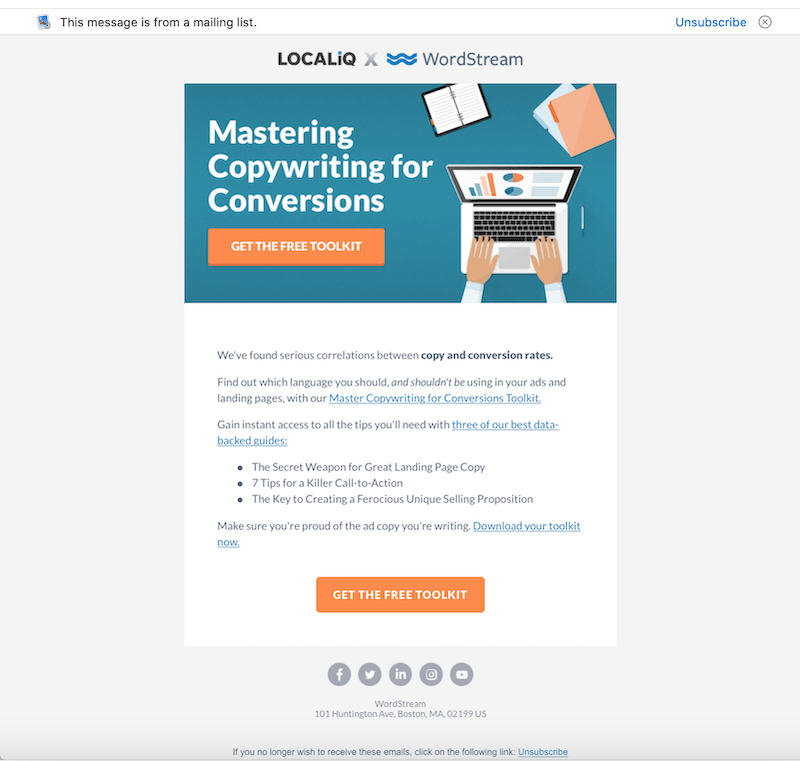 This message is from a mailing list.
Unsubscribe
LOCALiQ X WordStream
Mastering
Copywriting for
Conversions
GET THE FREE TOOLKIT
We've found serious correlations between copy and conversion rates.
Find out which language you should, and shouldn't be using in your ads and
landing pages, with our Master Copywriting for Conversions Toolkit.
Gain instant access to all the tips you'll need with three of our best data-
backed guides:
• The Secret Weapon for Great Landing Page Copy
• 7 Tips for a Killer Call-to-Action
• The Key to Creating a Ferocious Unique Selling Proposition
Make sure you're proud of the ad copy you're writing. Download your toolkit
now.
GET THE FREE TOOLKIT
WordStream
101 Huntington Ave, Boston, MA, 02199 US
If you no longer wish to receive these emails, click on the following link: Unsubscribe